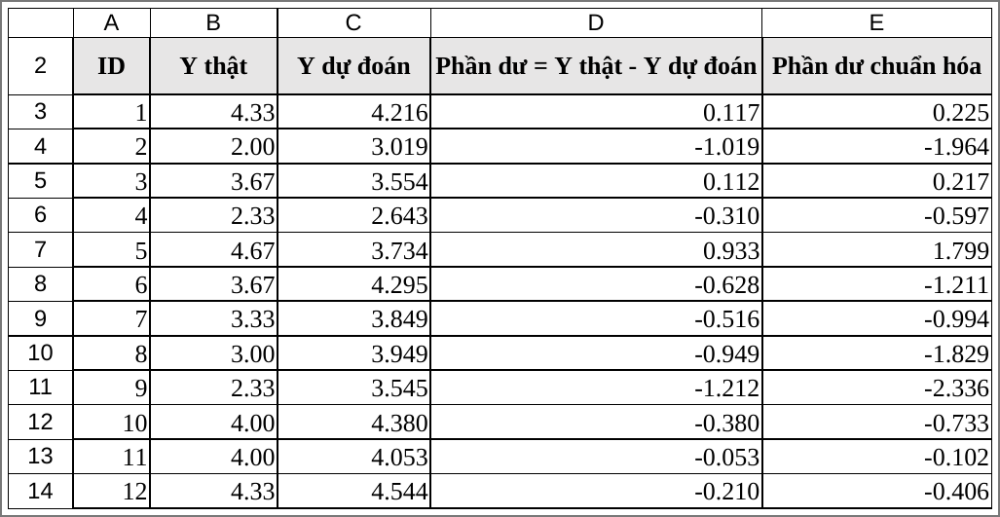 A B C D E
2 ID Y thật Y dự đoán Phần dư = Y thật - Y dự đoán Phần dư chuẩn hóa
3 1 4.33 4.216 0.117 0.225
4 2 2.00 3.019 -1.019 -1.964
5 3 3.67 3.554 0.112 0.217
6 4 2.33 2.643 -0.310 -0.597
7 5 4.67 3.734 0.933 1.799
8 6 3.67 4.295 -0.628 -1.211
9 7 3.33 3.849 -0.516 -0.994
10 8 3.00 3.949 -0.949 -1.829
11 9 2.33 3.545 -1.212 -2.336
12 10 4.00 4.380 -0.380 -0.733
13 11 4.00 4.053 -0.053 -0.102
14 12 4.33 4.544 -0.210 -0.406